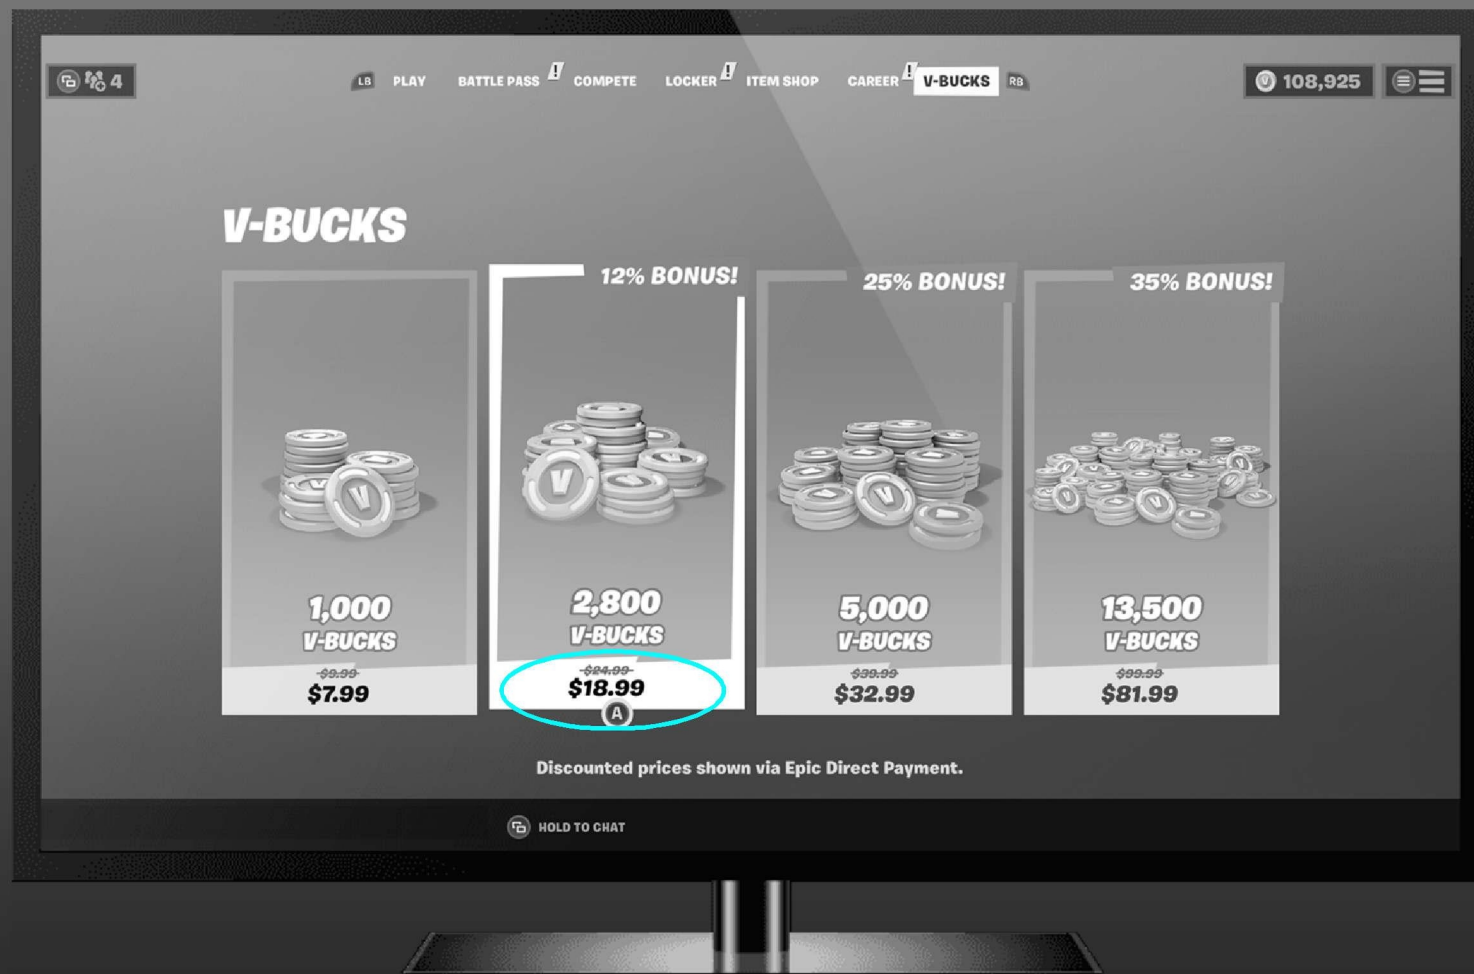 4
LB PLAY BATTLE PASS ! COMPETE LOCKER ! ITEM SHOP CAREER ! V-BUCKS RB
108,925
V-BUCKS
1,000
V-BUCKS
$9.99
$7.99
12% BONUS!
2,800
V-BUCKS
$24.99
$18.99
A
25% BONUS!
5,000
V-BUCKS
$39.99
$32.99
35% BONUS!
13,500
V-BUCKS
$99.99
$81.99
Discounted prices shown via Epic Direct Payment.
HOLD TO CHAT